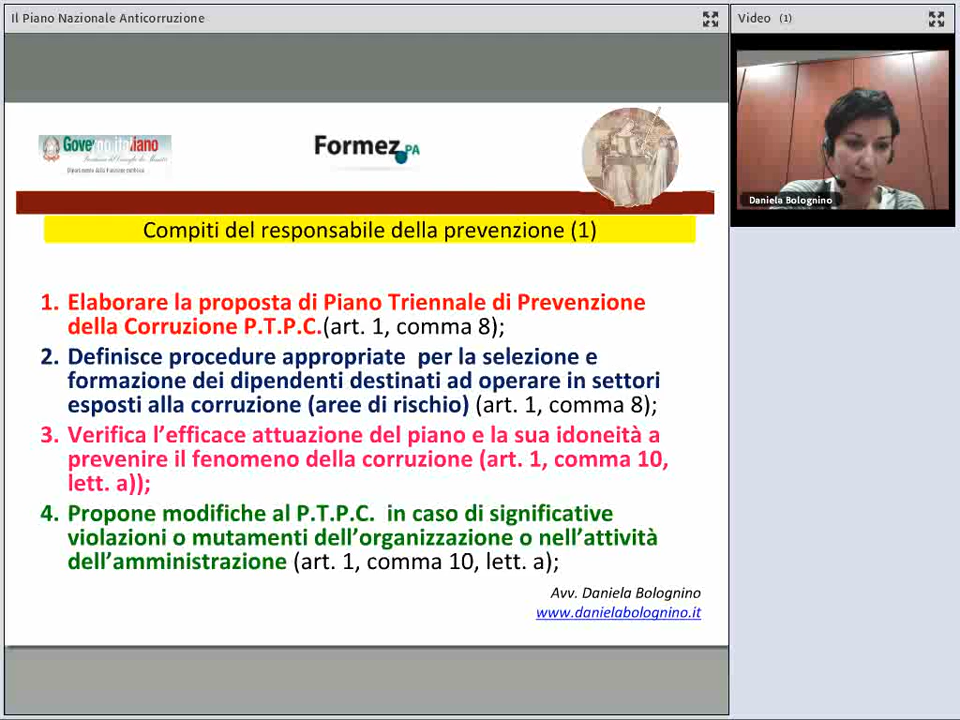 Il Piano Nazionale Anticorruzione
Video (1)
Governo italiano
Formez PA
Daniela Bolognino
Compiti del responsabile della prevenzione (1)
1. Elaborare la proposta di Piano Triennale di Prevenzione
della Corruzione P.T.P.C.(art. 1, comma 8);
2. Definisce procedure appropriate per la selezione e
formazione dei dipendenti destinati ad operare in settori
esposti alla corruzione (aree di rischio) (art. 1, comma 8);
3. Verifica l’efficace attuazione del piano e la sua idoneità a
prevenire il fenomeno della corruzione (art. 1, comma 10,
lett. a));
4. Propone modifiche al P.T.P.C. in caso di significative
violazioni o mutamenti dell’organizzazione o nell’attività
dell’amministrazione (art. 1, comma 10, lett. a);
Avv. Daniela Bolognino
www.danielabolognino.it